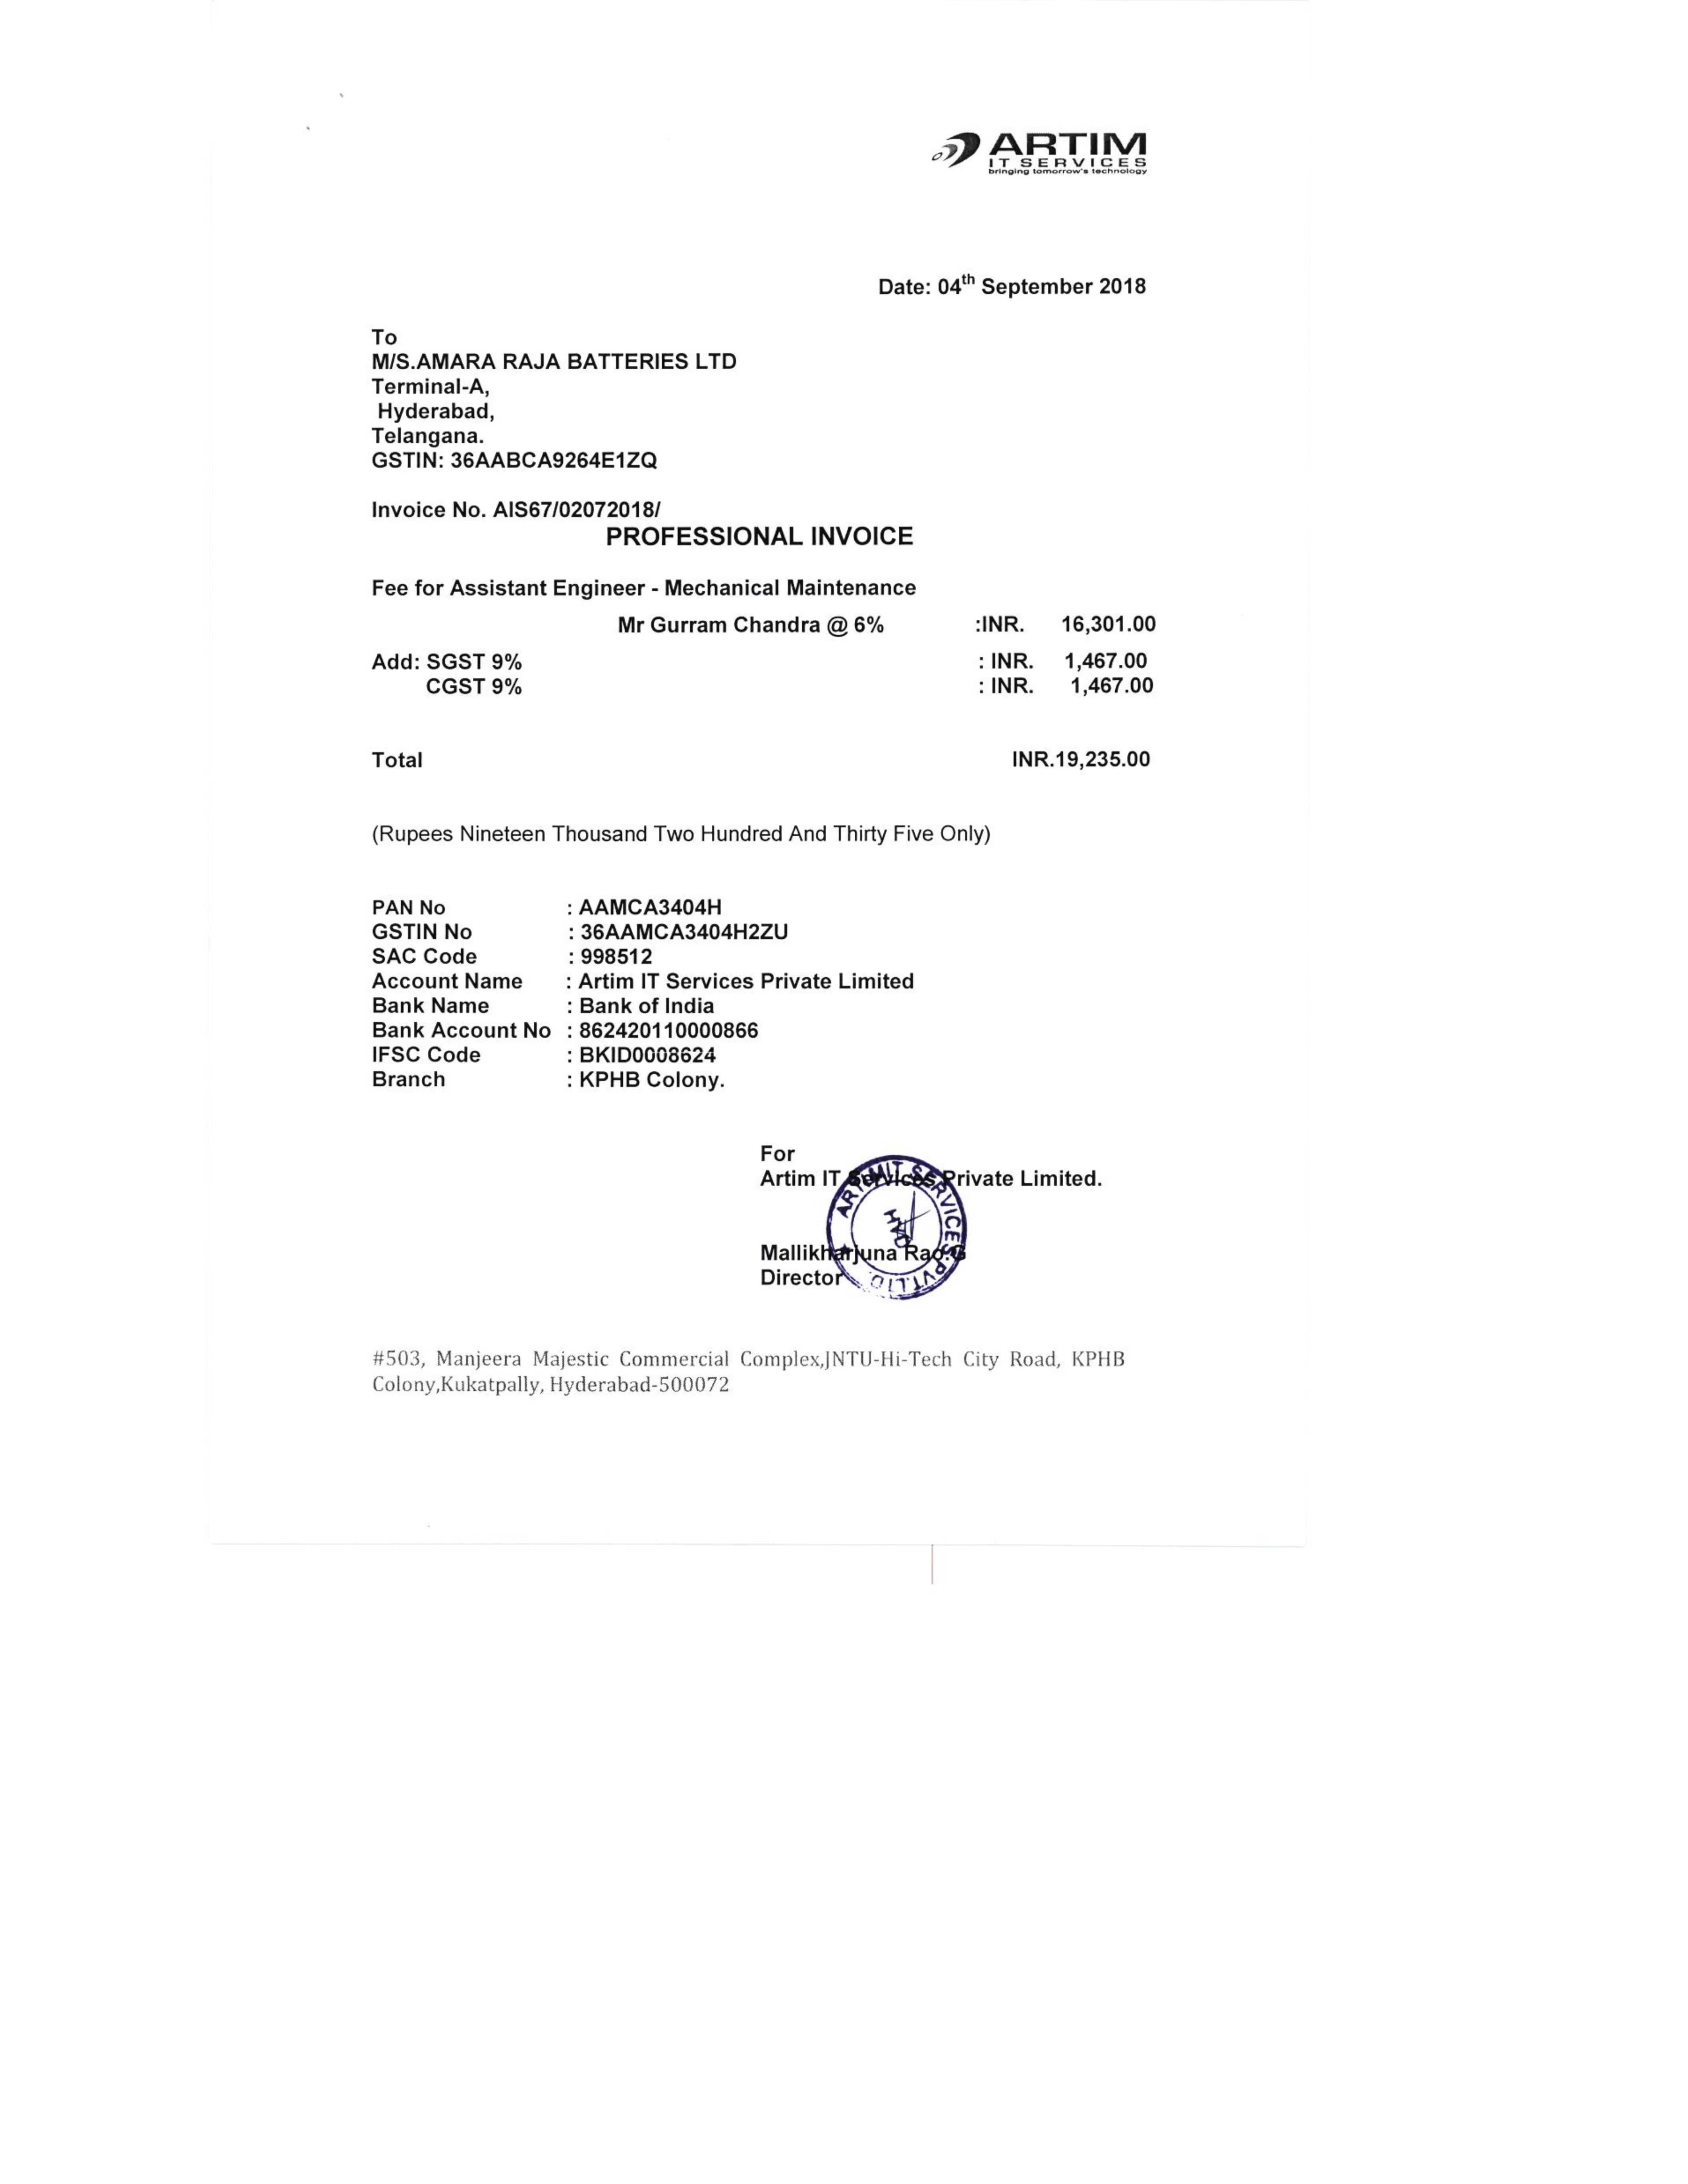 ARTIM
IT SERVICES
bringing tomorrow's technology
Date: 04th September 2018
To
M/S.AMARA RAJA BATTERIES LTD
Terminal-A,
Hyderabad,
Telangana.
GSTIN: 36AABCA9264E1ZQ
Invoice No. AIS67/02072018/
PROFESSIONAL INVOICE
Fee for Assistant Engineer - Mechanical Maintenance
Mr Gurram Chandra @ 6% :INR. 16,301.00
Add: SGST 9% : INR. 1,467.00
CGST 9% : INR. 1,467.00
Total INR.19,235.00
(Rupees Nineteen Thousand Two Hundred And Thirty Five Only)
PAN No : AAMCA3404H
GSTIN No : 36AAMCA3404H2ZU
SAC Code : 998512
Account Name : Artim IT Services Private Limited
Bank Name : Bank of India
Bank Account No : 862420110000866
IFSC Code : BKID0008624
Branch : KPHB Colony.
For
Artim IT Services Private Limited.
ARTIM IT SERVICES PVT.LTD.
HYD
Mallikharjuna Rao.G
Director
#503, Manjeera Majestic Commercial Complex,JNTU-Hi-Tech City Road, KPHB
Colony,Kukatpally, Hyderabad-500072